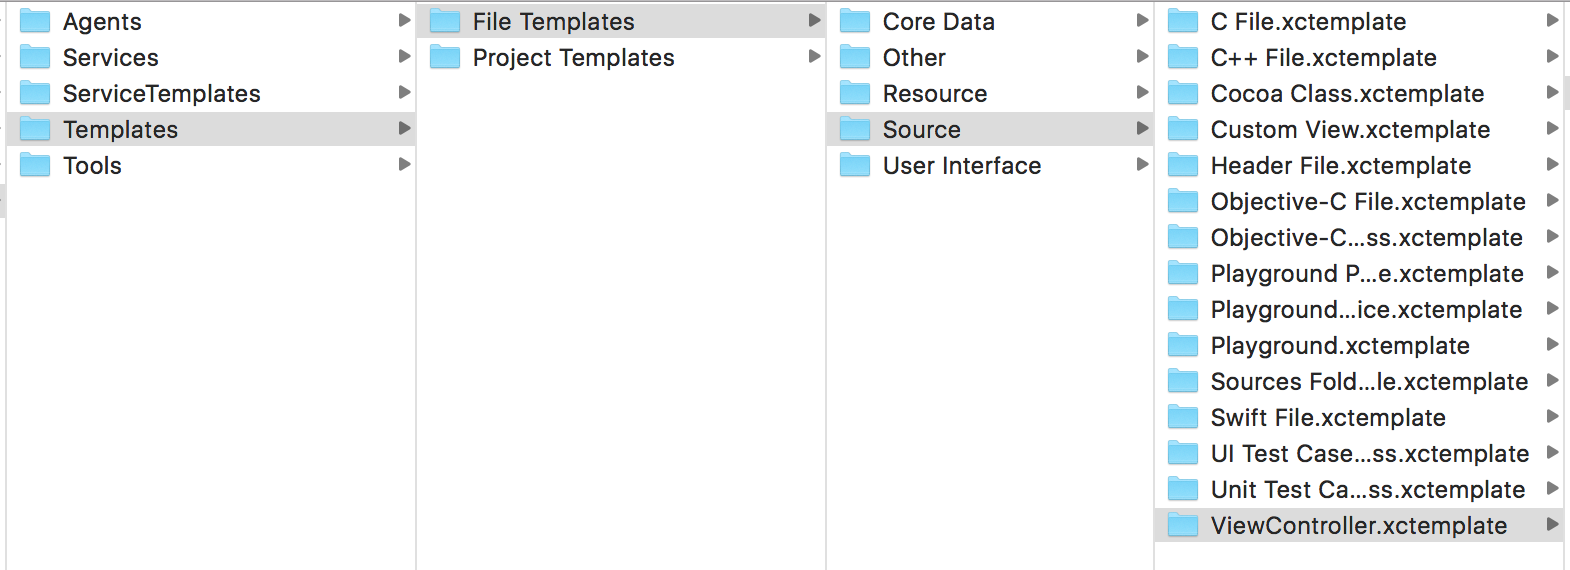 Agents
Services
ServiceTemplates
Templates
Tools
File Templates
Project Templates
Core Data
Other
Resource
Source
User Interface
C File.xctemplate
C++ File.xctemplate
Cocoa Class.xctemplate
Custom View.xctemplate
Header File.xctemplate
Objective-C File.xctemplate
Objective-C...ss.xctemplate
Playground P...e.xctemplate
Playground...ice.xctemplate
Playground.xctemplate
Sources Fold...le.xctemplate
Swift File.xctemplate
UI Test Case...ss.xctemplate
Unit Test Ca...ss.xctemplate
ViewController.xctemplate